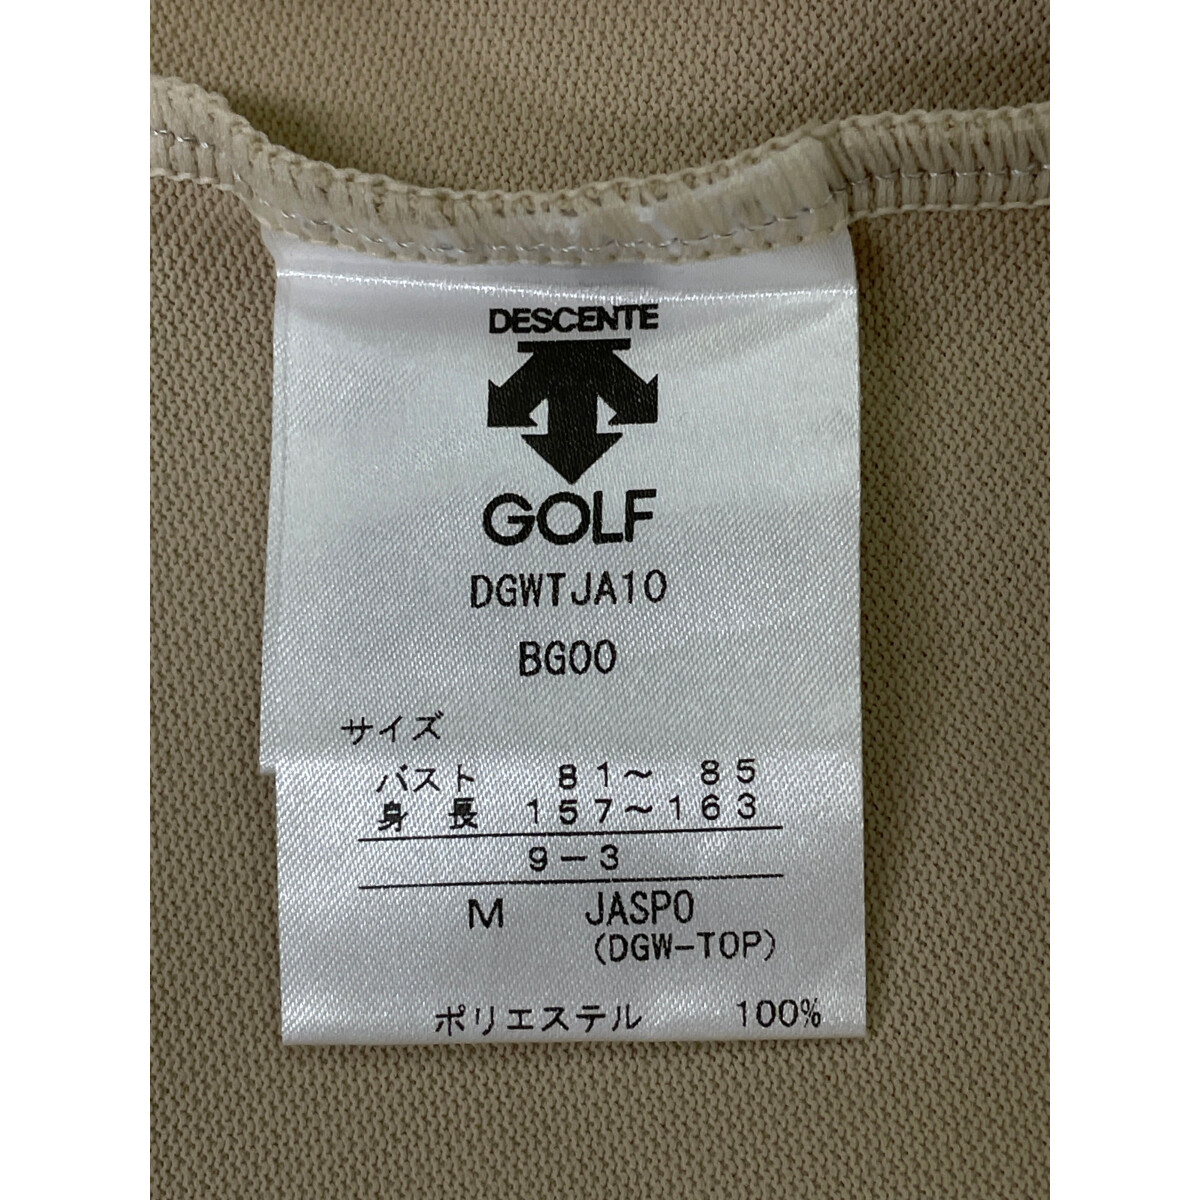 DESCENTE
GOLF
DGWTJA10
BG00
サイズ
バスト 81～ 85
身 長 157～163
9-3
M JASPO
(DGW-TOP)
ポリエステル 100%